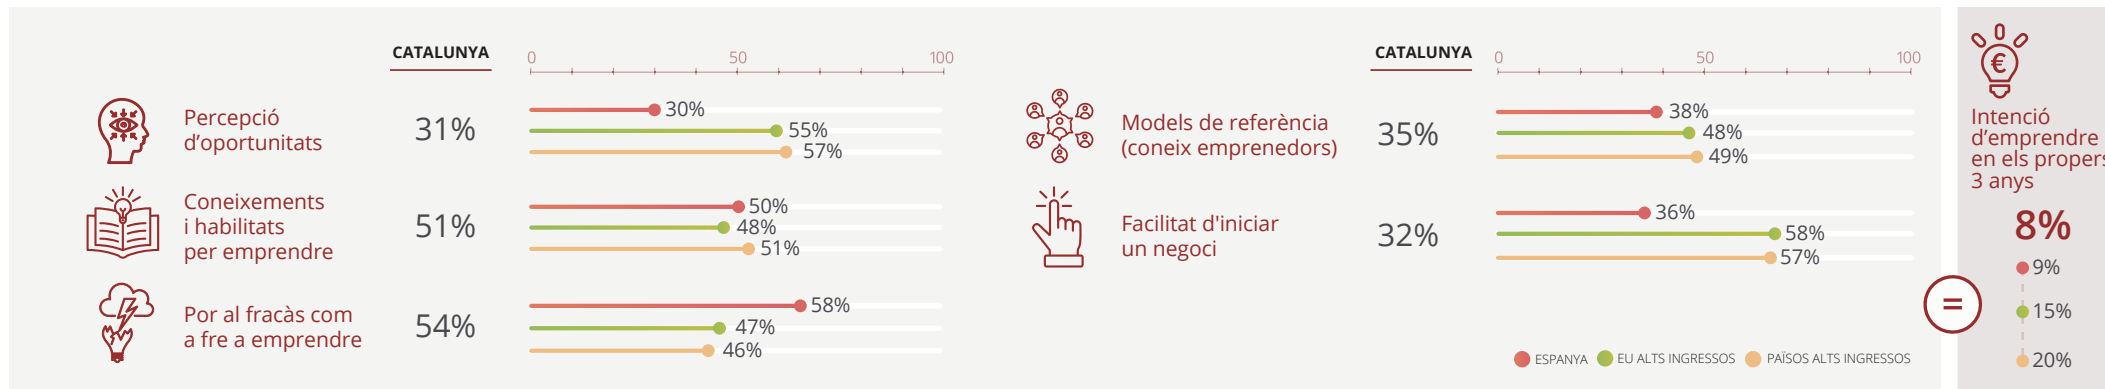 CATALUNYA
0 50 100
Percepció
d’oportunitats
31%
30%
55%
57%
Coneixements
i habilitats
per emprendre
51%
50%
48%
51%
Por al fracàs com
a fre a emprendre
54%
58%
47%
46%
CATALUNYA
0 50 100
Models de referència
(coneix emprenedors)
35%
38%
48%
49%
Facilitat d'iniciar
un negoci
32%
36%
58%
57%
ESPANYA EU ALTS INGRESSOS PAÏSOS ALTS INGRESSOS
=
€
Intenció
d’emprendre
en els propers
3 anys
8%
9%
15%
20%